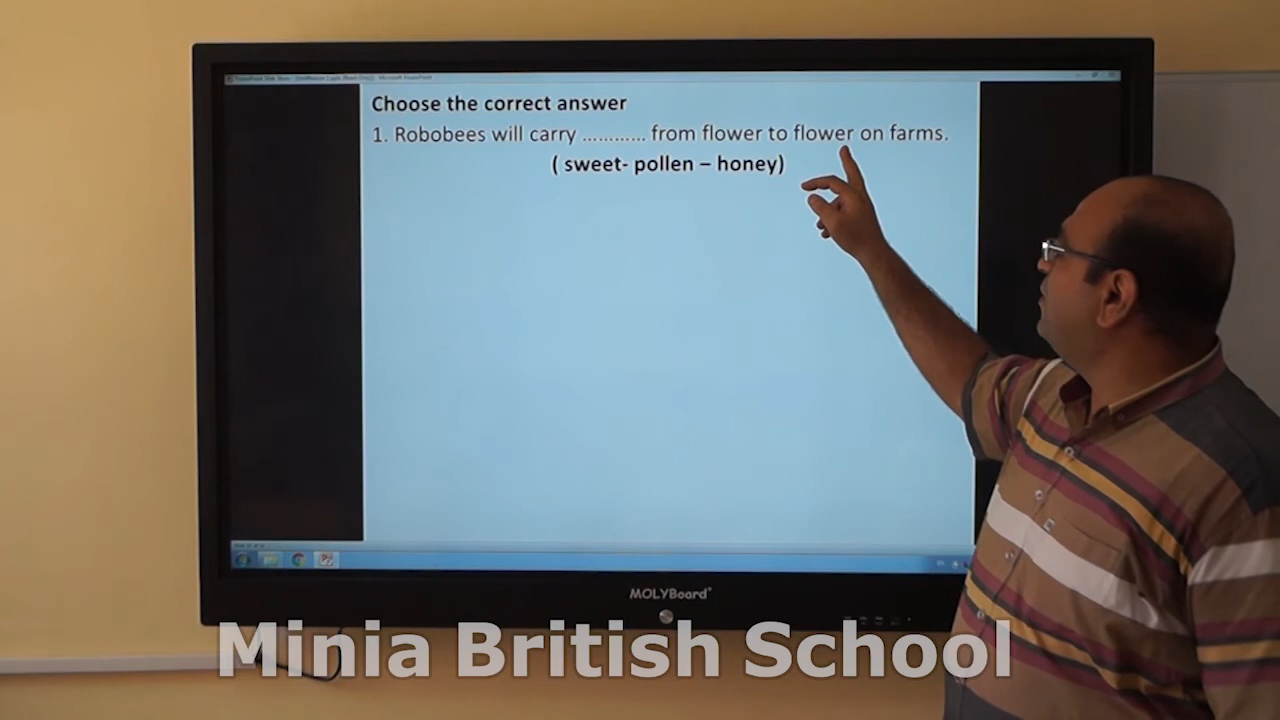 Choose the correct answer
1. Robobees will carry ............ from flower to flower on farms.
( sweet- pollen – honey)
MOLYBoard®
Minia British School